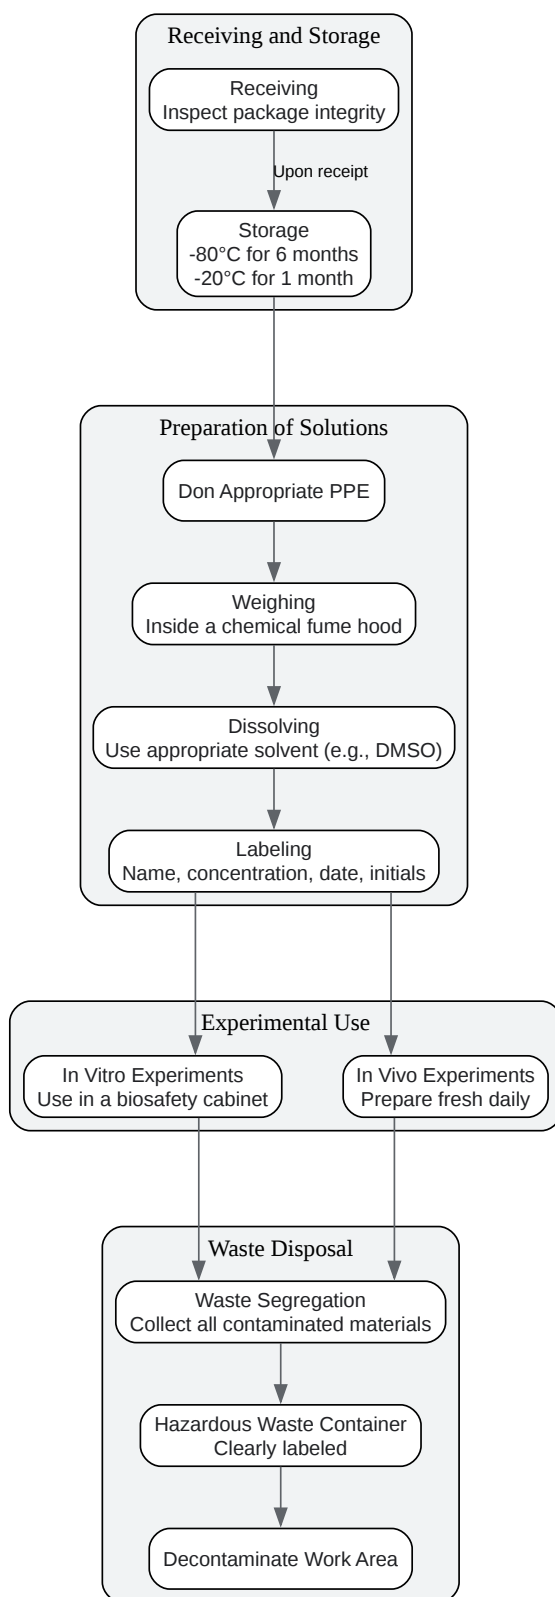 Receiving and Storage
Receiving
Inspect package integrity
Upon receipt
Storage
-80°C for 6 months
-20°C for 1 month
Preparation of Solutions
Don Appropriate PPE
Weighing
Inside a chemical fume hood
Dissolving
Use appropriate solvent (e.g., DMSO)
Labeling
Name, concentration, date, initials
Experimental Use
In Vitro Experiments
Use in a biosafety cabinet
In Vivo Experiments
Prepare fresh daily
Waste Disposal
Waste Segregation
Collect all contaminated materials
Hazardous Waste Container
Clearly labeled
Decontaminate Work Area